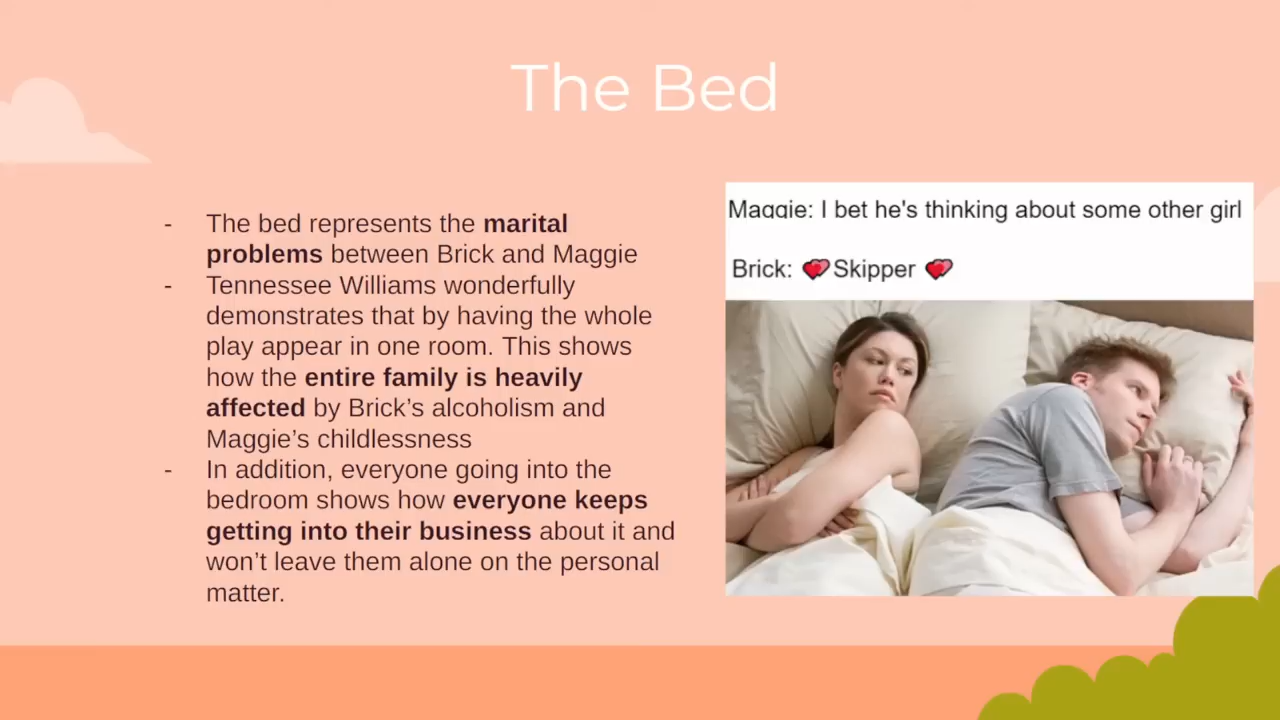 The Bed
- The bed represents the marital
problems between Brick and Maggie
- Tennessee Williams wonderfully
demonstrates that by having the whole
play appear in one room. This shows
how the entire family is heavily
affected by Brick’s alcoholism and
Maggie’s childlessness
- In addition, everyone going into the
bedroom shows how everyone keeps
getting into their business about it and
won’t leave them alone on the personal
matter.
Maggie: I bet he's thinking about some other girl
Brick: 💞Skipper 💞